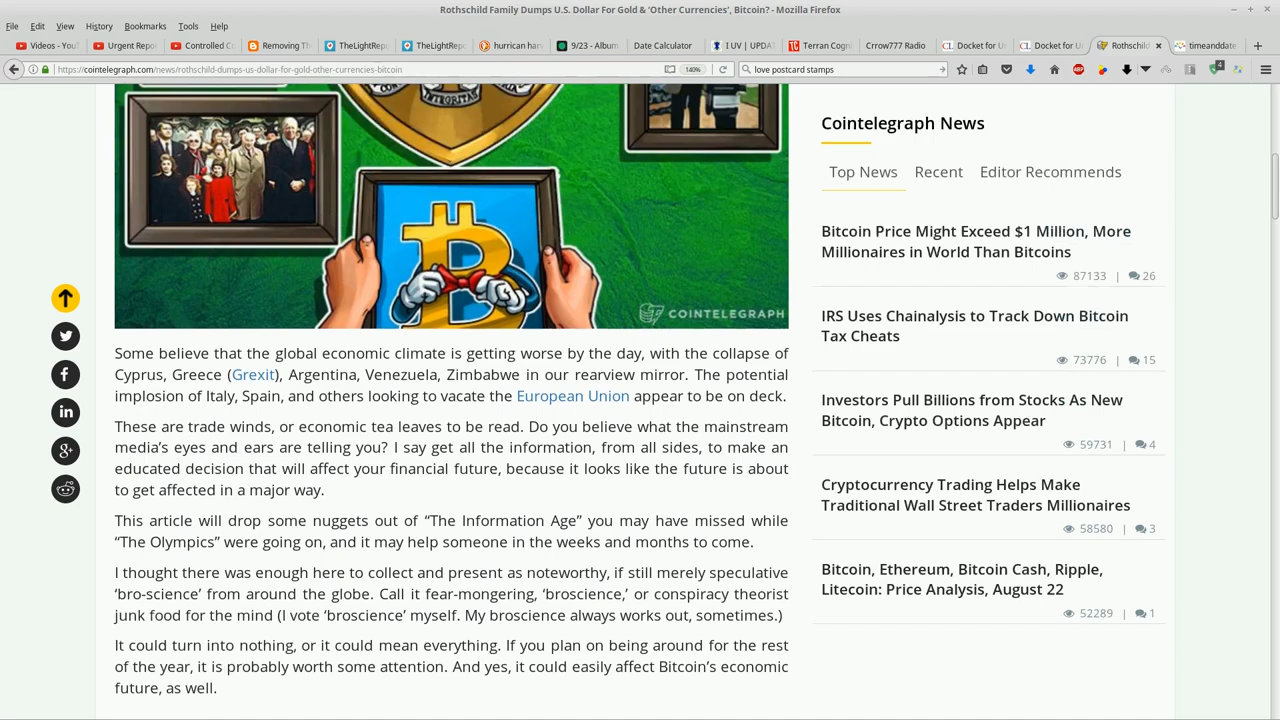 Rothschild Family Dumps U.S. Dollar For Gold & ‘Other Currencies’, Bitcoin? - Mozilla Firefox
File Edit View History Bookmarks Tools Help
Videos - You
Urgent Repo
Controlled C
Removing Th
TheLightRep
TheLightRep
hurrican har
9/23 - Album
Date Calculator
I UV | UPDA
Terran Cogn
Crrow777 Radio
Docket for U
Docket for U
Rothschild
timeanddate
https://cointelegraph.com/news/rothschild-dumps-us-dollar-for-gold-other-currencies-bitcoin
140%
love postcard stamps
ABP
4
INTEGRITAS
COINTELEGRAPH
Some believe that the global economic climate is getting worse by the day, with the collapse of
Cyprus, Greece (Grexit), Argentina, Venezuela, Zimbabwe in our rearview mirror. The potential
implosion of Italy, Spain, and others looking to vacate the European Union appear to be on deck.
These are trade winds, or economic tea leaves to be read. Do you believe what the mainstream
media’s eyes and ears are telling you? I say get all the information, from all sides, to make an
educated decision that will affect your financial future, because it looks like the future is about
to get affected in a major way.
This article will drop some nuggets out of “The Information Age” you may have missed while
“The Olympics” were going on, and it may help someone in the weeks and months to come.
I thought there was enough here to collect and present as noteworthy, if still merely speculative
‘bro-science’ from around the globe. Call it fear-mongering, ‘broscience,’ or conspiracy theorist
junk food for the mind (I vote ‘broscience’ myself. My broscience always works out, sometimes.)
It could turn into nothing, or it could mean everything. If you plan on being around for the rest
of the year, it is probably worth some attention. And yes, it could easily affect Bitcoin’s economic
future, as well.
Cointelegraph News
Top News Recent Editor Recommends
Bitcoin Price Might Exceed $1 Million, More
Millionaires in World Than Bitcoins
87133 | 26
IRS Uses Chainalysis to Track Down Bitcoin
Tax Cheats
73776 | 15
Investors Pull Billions from Stocks As New
Bitcoin, Crypto Options Appear
59731 | 4
Cryptocurrency Trading Helps Make
Traditional Wall Street Traders Millionaires
58580 | 3
Bitcoin, Ethereum, Bitcoin Cash, Ripple,
Litecoin: Price Analysis, August 22
52289 | 1